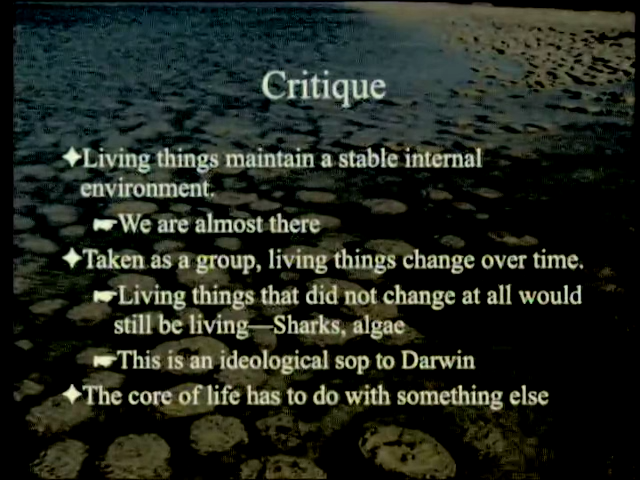 Critique
✦Living things maintain a stable internal
environment.
☛We are almost there
✦Taken as a group, living things change over time.
☛Living things that did not change at all would
still be living—Sharks, algae
☛This is an ideological sop to Darwin
✦The core of life has to do with something else